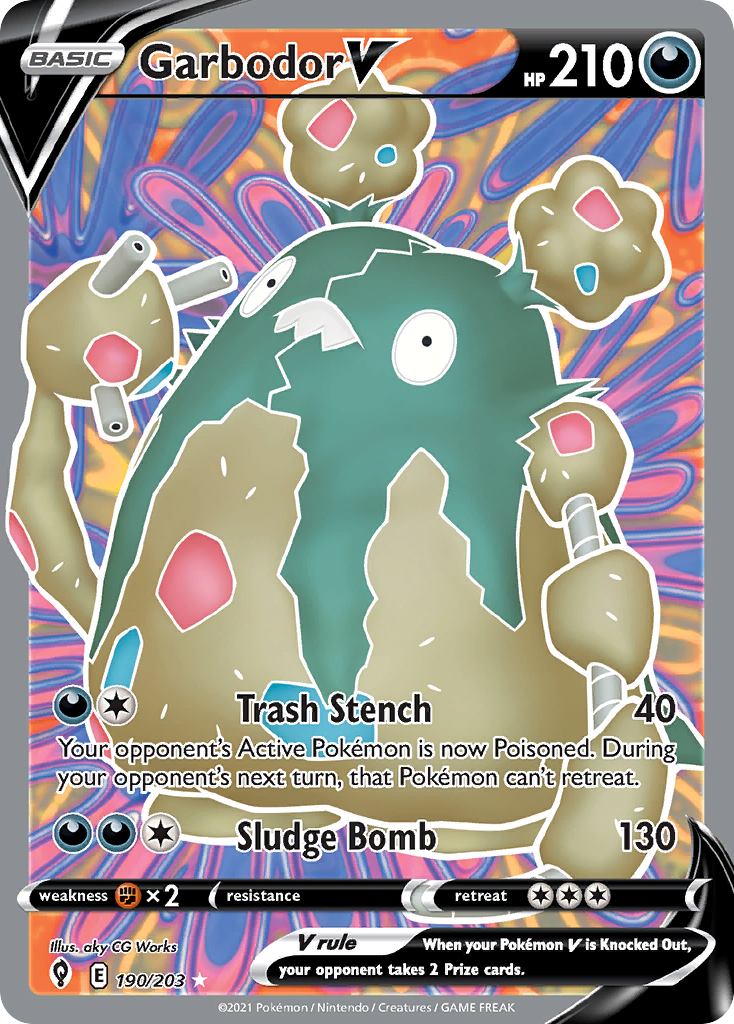 BASIC Garbodor V HP 210
Trash Stench 40
Your opponent's Active Pokémon is now Poisoned. During
your opponent's next turn, that Pokémon can't retreat.
Sludge Bomb 130
weakness ×2 resistance retreat
Illus. aky CG Works
V rule When your Pokémon V is Knocked Out,
your opponent takes 2 Prize cards.
E 190/203
©2021 Pokémon / Nintendo / Creatures / GAME FREAK